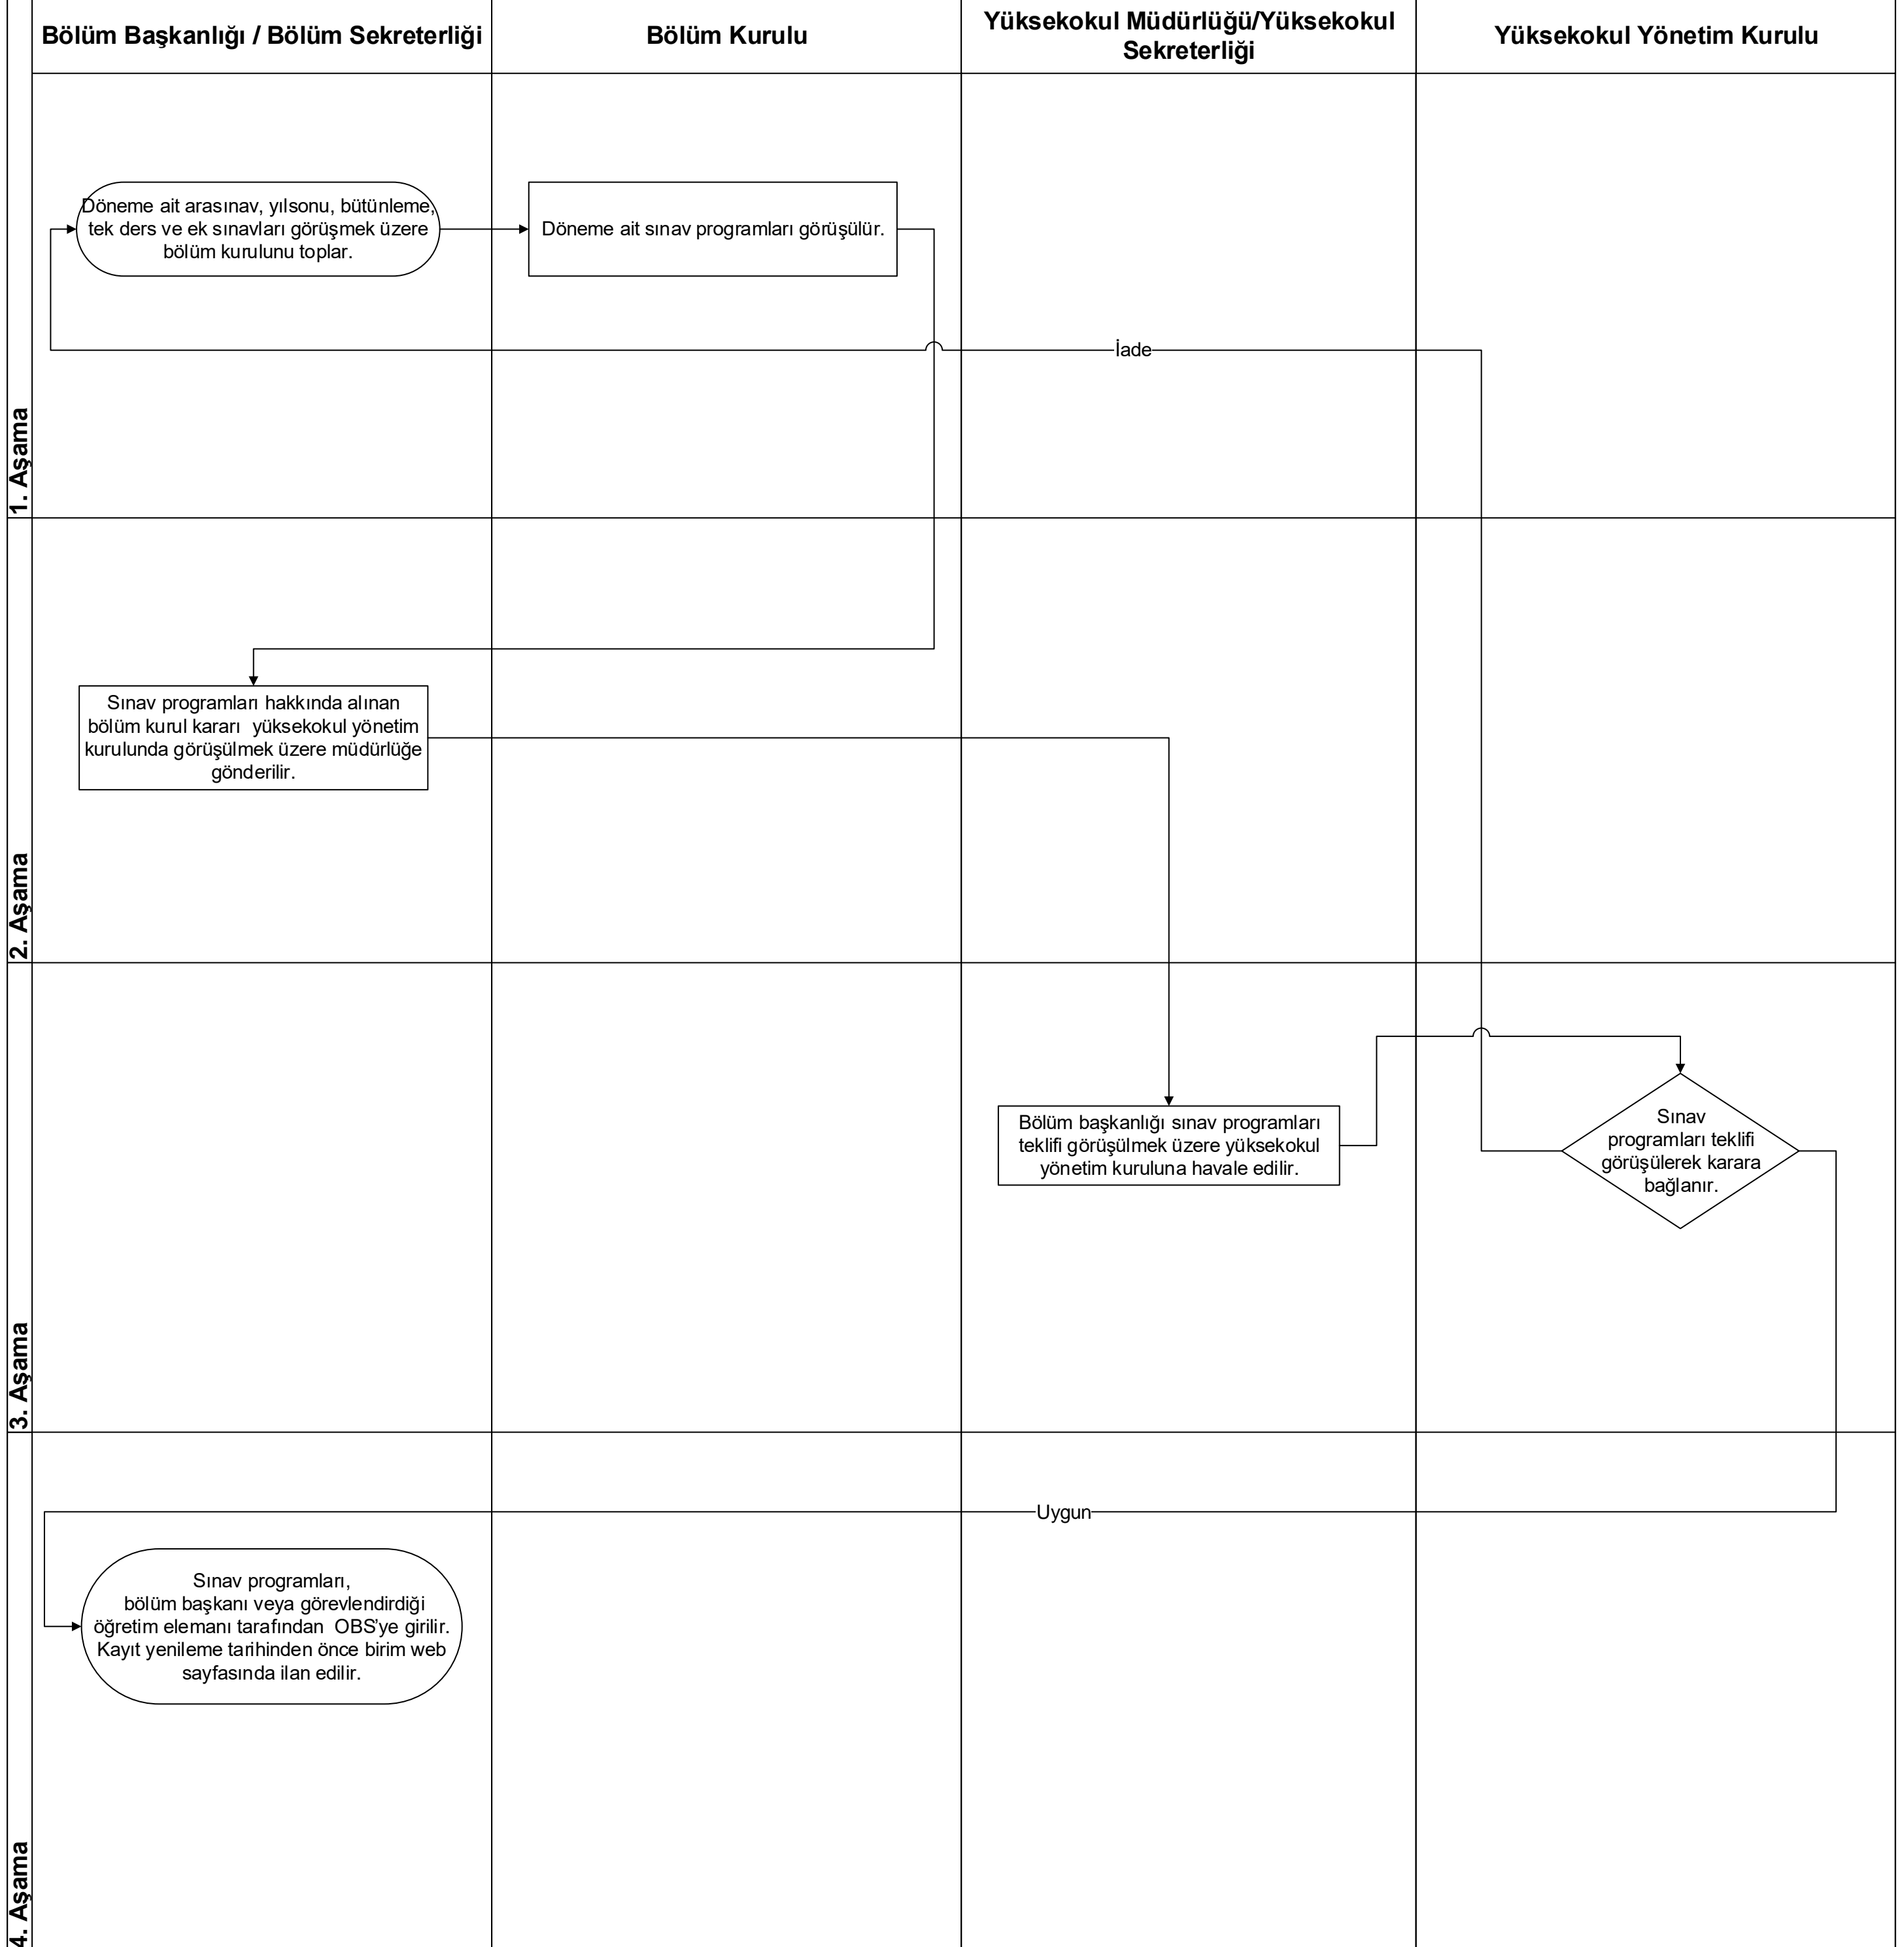 Bölüm Başkanlığı / Bölüm Sekreterliği
Bölüm Kurulu
Yüksekokul Müdürlüğü/Yüksekokul
Sekreterliği
Yüksekokul Yönetim Kurulu
1. Aşama
Döneme ait arasınav, yılsonu, bütünleme,
tek ders ve ek sınavları görüşmek üzere
bölüm kurulunu toplar.
Döneme ait sınav programları görüşülür.
İade
2. Aşama
Sınav programları hakkında alınan
bölüm kurul kararı  yüksekokul yönetim
kurulunda görüşülmek üzere müdürlüğe
gönderilir.
3. Aşama
Bölüm başkanlığı sınav programları
teklifi görüşülmek üzere yüksekokul
yönetim kuruluna havale edilir.
Sınav
programları teklifi
görüşülerek karara
bağlanır.
4. Aşama
Uygun
Sınav programları,
bölüm başkanı veya görevlendirdiği
öğretim elemanı tarafından  OBS’ye girilir.
Kayıt yenileme tarihinden önce birim web
sayfasında ilan edilir.